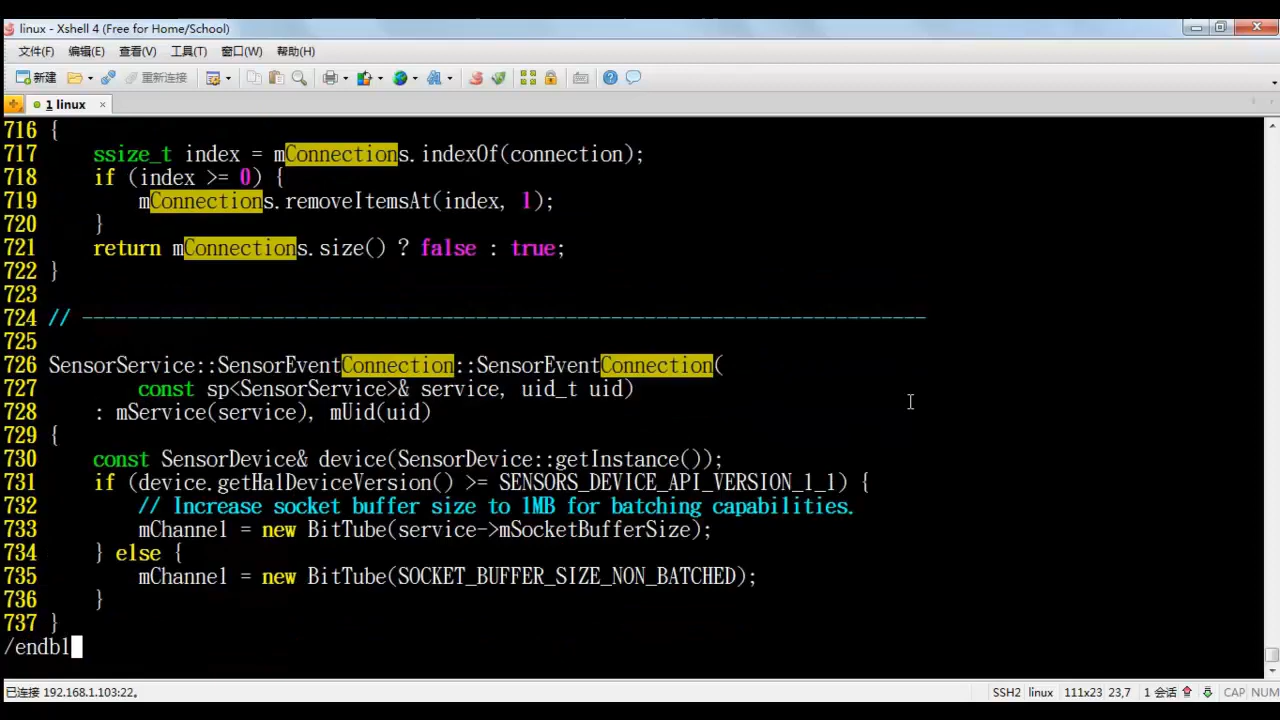 linux - Xshell 4 (Free for Home/School)
文件(F) 编辑(E) 查看(V) 工具(T) 窗口(W) 帮助(H)
新建 重新连接
1 linux ×
716 {
717     ssize_t index = mConnections.indexOf(connection);
718     if (index >= 0) {
719         mConnections.removeItemsAt(index, 1);
720     }
721     return mConnections.size() ? false : true;
722 }
723
724 // ---------------------------------------------------------------------------
725
726 SensorService::SensorEventConnection::SensorEventConnection(
727         const sp<SensorService>& service, uid_t uid)
728     : mService(service), mUid(uid)
729 {
730     const SensorDevice& device(SensorDevice::getInstance());
731     if (device.getHalDeviceVersion() >= SENSORS_DEVICE_API_VERSION_1_1) {
732         // Increase socket buffer size to 1MB for batching capabilities.
733         mChannel = new BitTube(service->mSocketBufferSize);
734     } else {
735         mChannel = new BitTube(SOCKET_BUFFER_SIZE_NON_BATCHED);
736     }
737 }
/endbl
已连接 192.168.1.103:22。 SSH2 linux 111x23 23,7 1 会话 CAP NUM